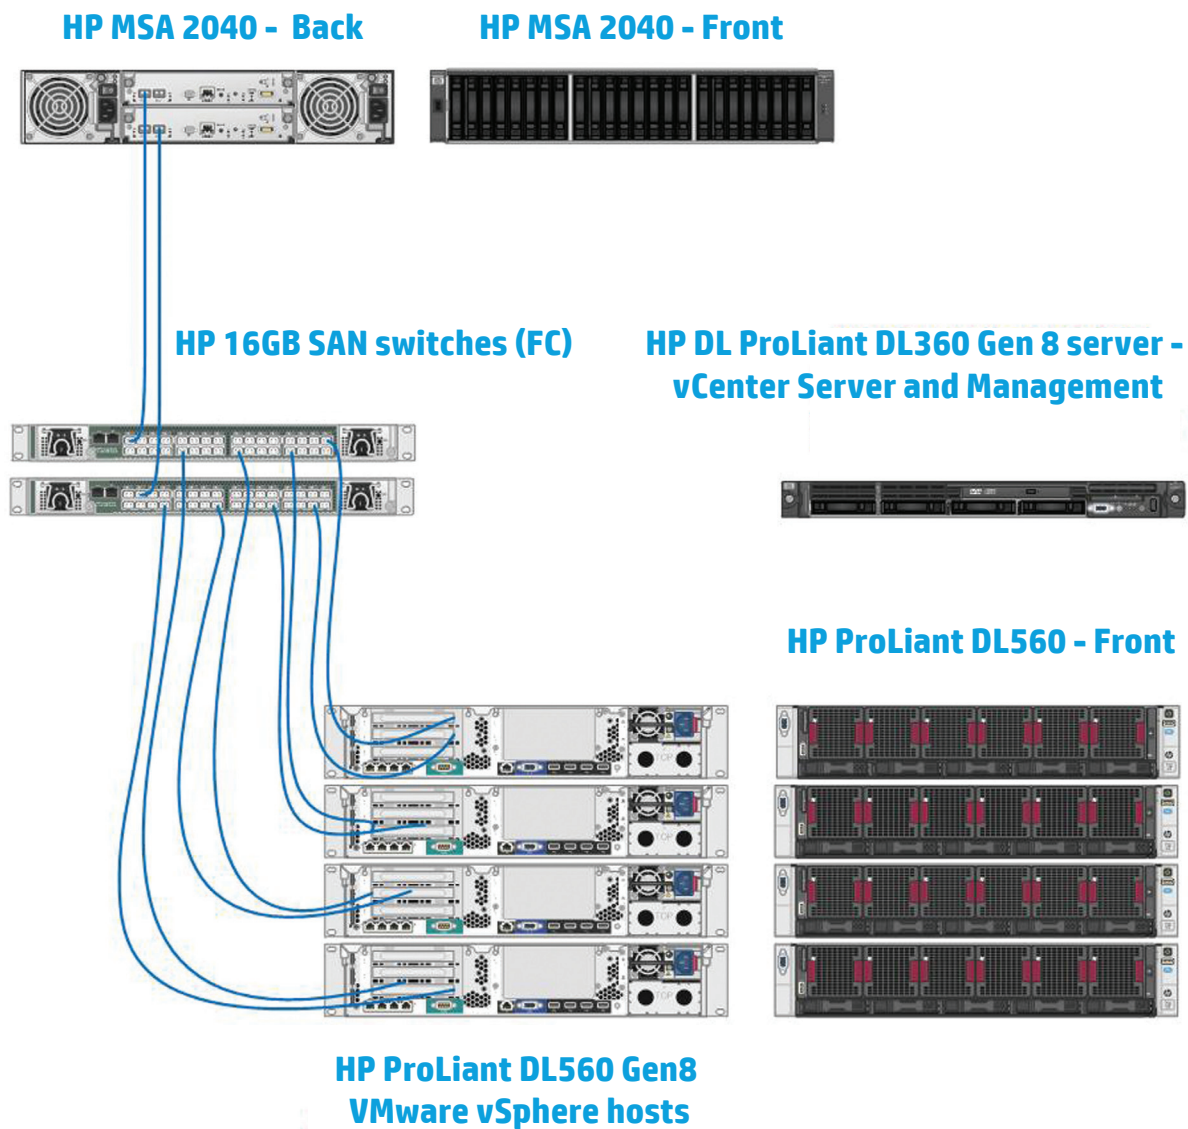 HP MSA 2040 - Back
HP MSA 2040 - Front
HP 16GB SAN switches (FC)
HP DL ProLiant DL360 Gen 8 server -
vCenter Server and Management
HP ProLiant DL560 - Front
HP ProLiant DL560 Gen8
VMware vSphere hosts